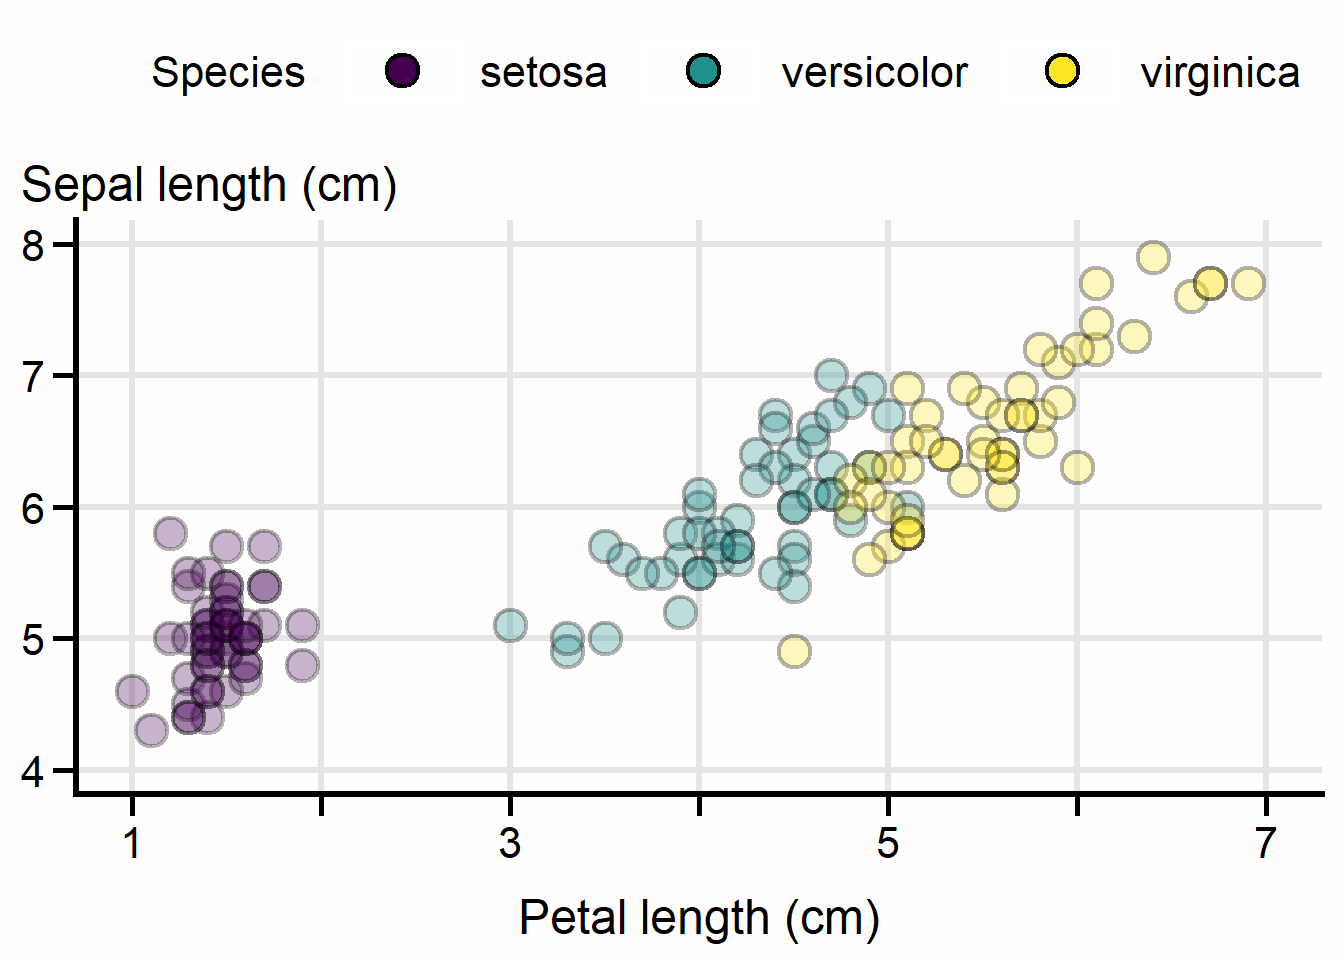 Species setosa versicolor virginica
Sepal length (cm)
8
7
6
5
4
1 3 5 7
Petal length (cm)